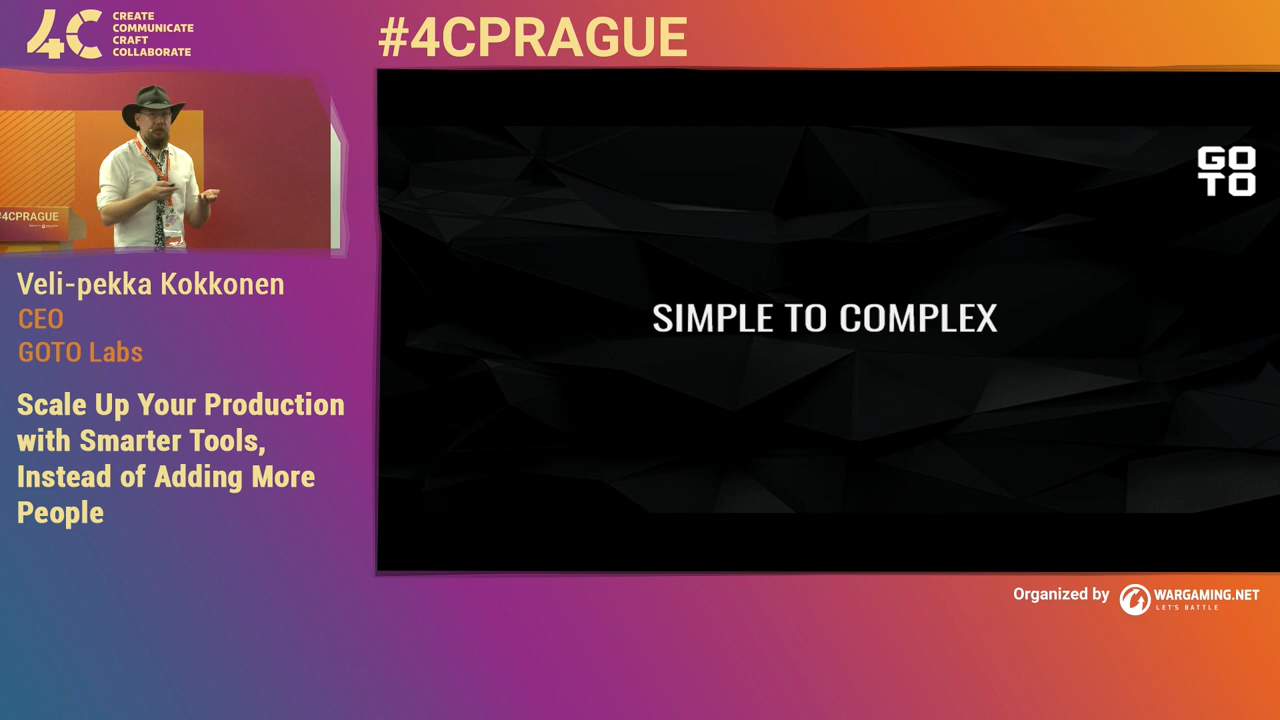 4C
CREATE
COMMUNICATE
CRAFT
COLLABORATE
#4CPRAGUE
#4CPRAGUE
Veli-pekka Kokkonen
CEO
GOTO Labs
Scale Up Your Production
with Smarter Tools,
Instead of Adding More
People
GO
TO
SIMPLE TO COMPLEX
Organized by
WARGAMING.NET
LET'S BATTLE